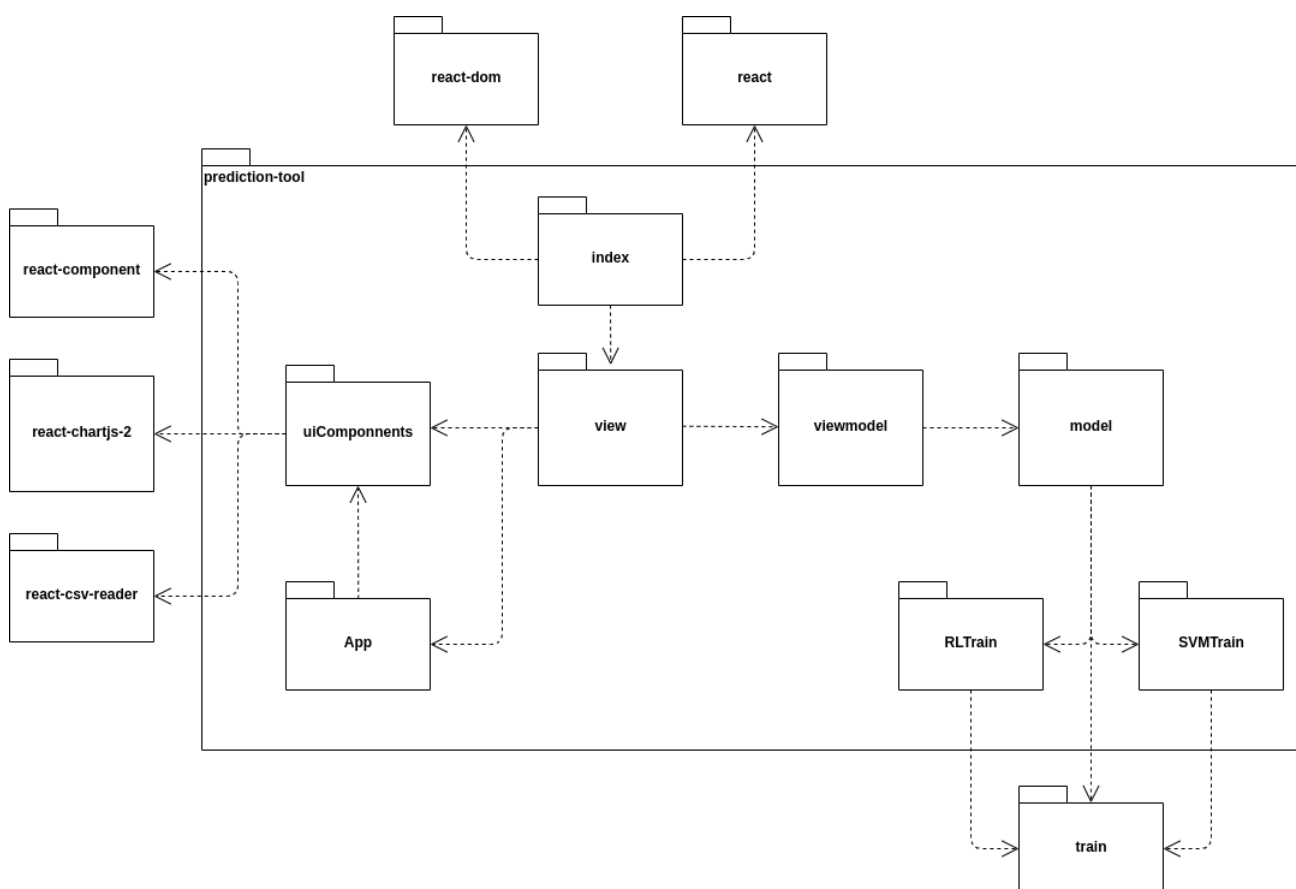 react-dom
react
prediction-tool
index
react-component
react-chartjs-2
uiComponnents
view
viewmodel
model
react-csv-reader
App
RLTrain
SVMTrain
train